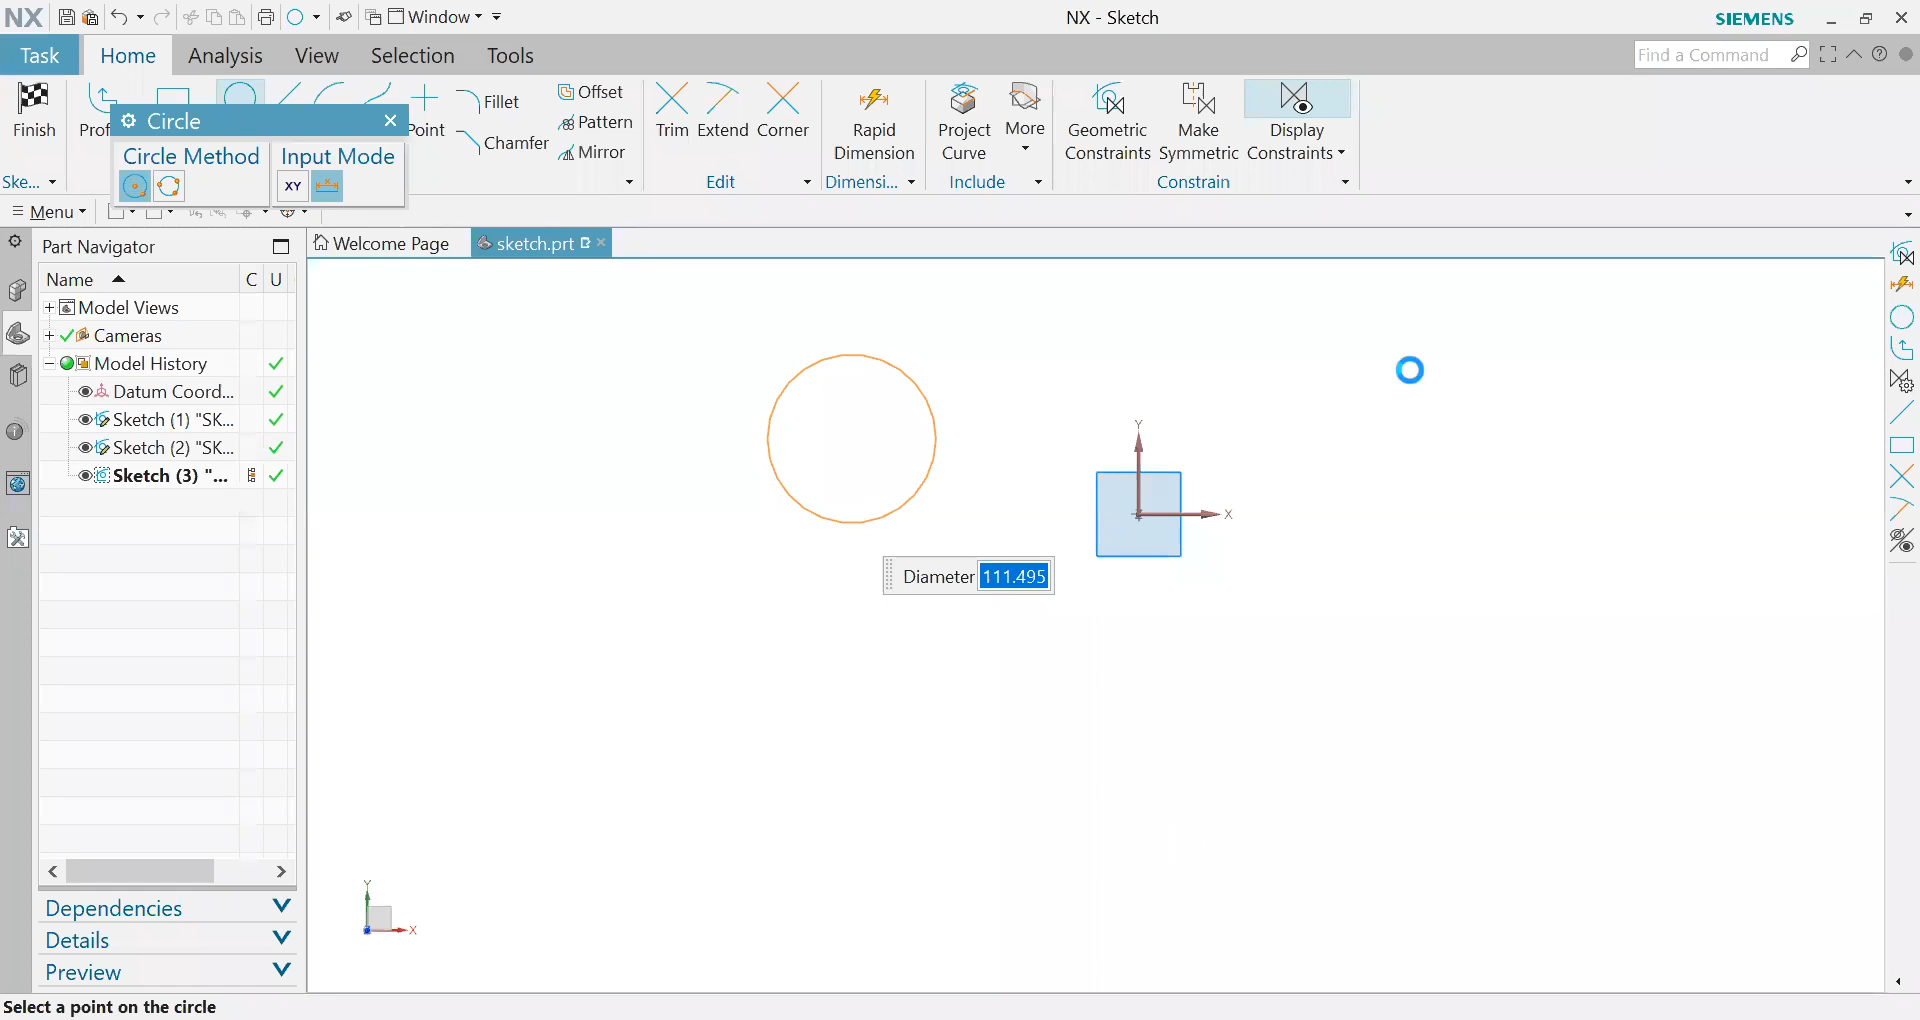 NX Window NX - Sketch SIEMENS
Task Home Analysis View Selection Tools Find a Command
Finish
Point
Fillet
Chamfer
Offset
Pattern
Mirror
Trim Extend Corner
Rapid
Dimension
Project
Curve
More
Geometric
Constraints
Make
Symmetric
Display
Constraints
Prof
Ske... Edit Dimensi... Include Constrain
Circle
Circle Method Input Mode
XY
Menu
Part Navigator
Welcome Page sketch.prt
Name C U
Model Views
Cameras
Model History
Datum Coord...
Sketch (1) "SK...
Sketch (2) "SK...
Sketch (3) "...
Y
X
Diameter 111.495
Y
X
Dependencies
Details
Preview
Select a point on the circle